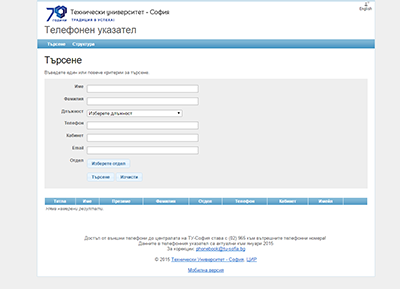 70 години
Технически университет - София
ТРАДИЦИЯ В УСПЕХА!
English
Телефонен указател
Търсене Структури
Търсене
Въведете един или повече критерии за търсене.
Име
Фамилия
Длъжност Изберете длъжност
Телефон
Кабинет
Email
Отдел Изберете отдел
Търсене Изчисти
Титла Име Презиме Фамилия Отдел Телефон Кабинет Имейл
Няма намерени резултати.
Достъп от външни телефони до централата на ТУ-София става с (02) 965 към вътрешните телефонни номера!
Данните в телефонния указател са актуални към януари 2015.
За корекции: phonebook@tu-sofia.bg
© 2015 Технически Университет - София ЦИР
Мобилна версия